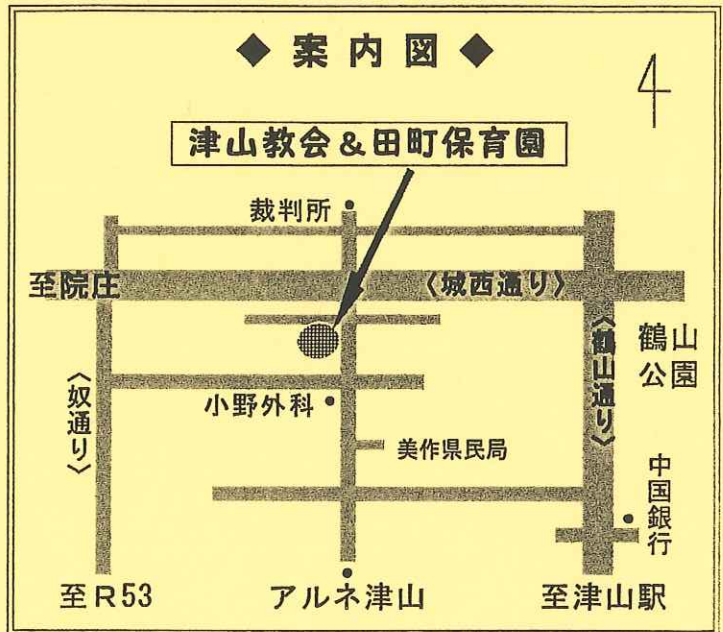 ◆ 案内図 ◆
4
津山教会&田町保育園
裁判所
至院庄
〈城西通り〉
〈鶴山通り〉
鶴山
公園
〈奴通り〉
小野外科
美作県民局
中国銀行
至R53
アルネ津山
至津山駅